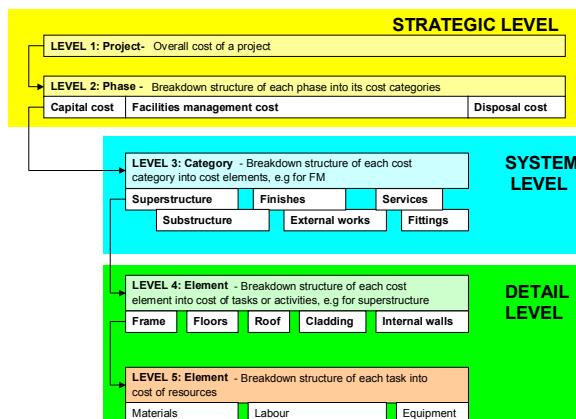 STRATEGIC LEVEL
LEVEL 1: Project- Overall cost of a project
LEVEL 2: Phase - Breakdown structure of each phase into its cost categories
Capital cost Facilities management cost Disposal cost
SYSTEM
LEVEL
LEVEL 3: Category - Breakdown structure of each cost
category into cost elements, e.g for FM
Superstructure Finishes Services
Substructure External works Fittings
DETAIL
LEVEL
LEVEL 4: Element - Breakdown structure of each cost
element into cost of tasks or activities, e.g for superstructure
Frame Floors Roof Cladding Internal walls
LEVEL 5: Element - Breakdown structure of each task into
cost of resources
Materials Labour Equipment